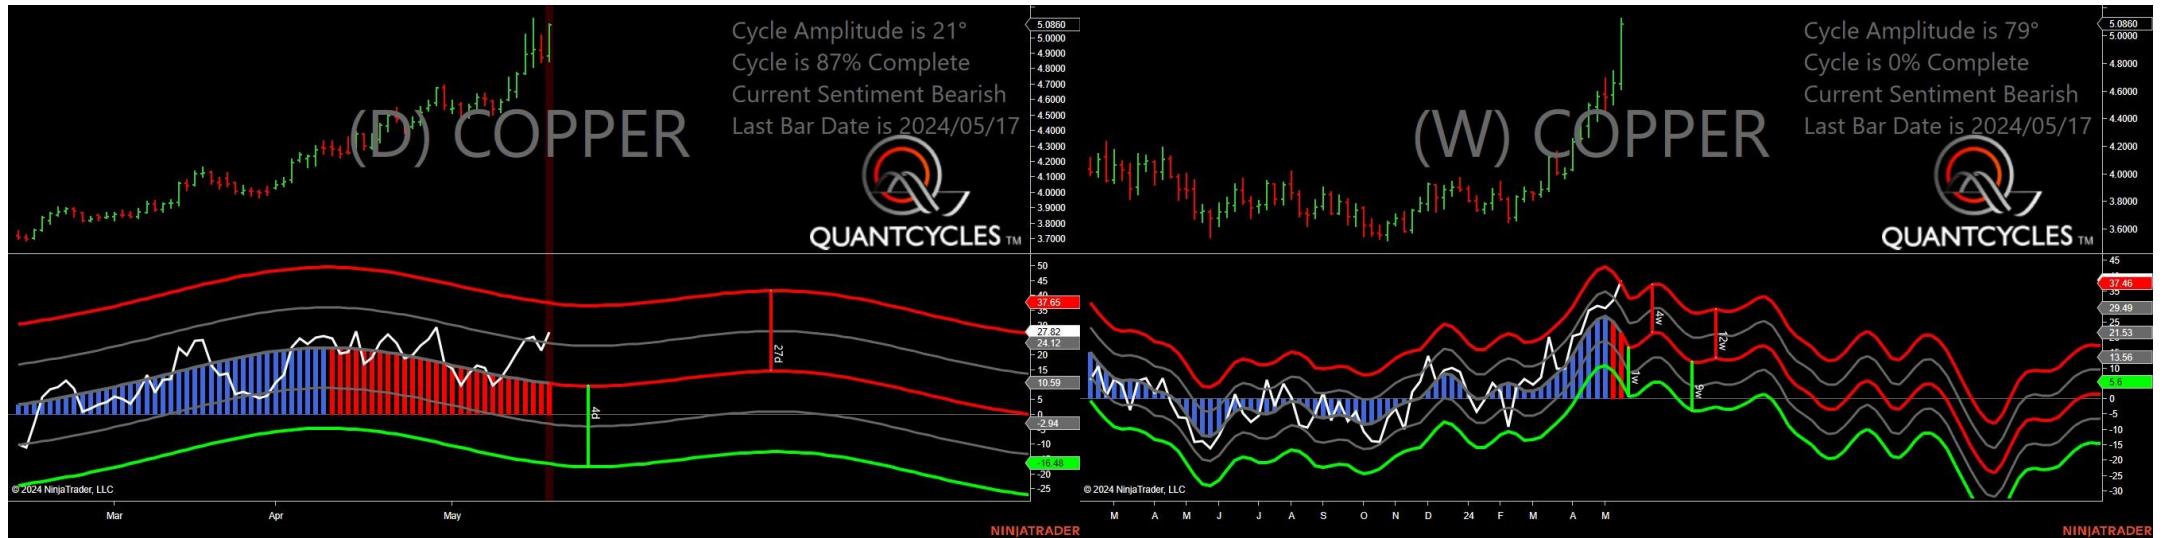 Cycle Amplitude is 21°
Cycle is 87% Complete
Current Sentiment Bearish
Last Bar Date is 2024/05/17
(D) COPPER
QUANTCYCLES TM
5.0860
5.0000
4.9000
4.8000
4.7000
4.6000
4.5000
4.4000
4.3000
4.2000
4.1000
4.0000
3.9000
3.8000
3.7000
50
45
37.65
35
27.82
24.12
20
15
10.59
5
0
-2.94
-10
-16.48
-20
-25
27d
4d
© 2024 NinjaTrader, LLC
Mar
Apr
May
NINJATRADER
Cycle Amplitude is 79°
Cycle is 0% Complete
Current Sentiment Bearish
Last Bar Date is 2024/05/17
(W) COPPER
QUANTCYCLES TM
5.0860
5.0000
4.8000
4.6000
4.4000
4.2000
4.0000
3.8000
3.6000
45
37.46
35
29.49
25
21.53
13.56
5.6
0
-5
-10
-15
-20
-25
-30
4w
12w
1w
9w
© 2024 NinjaTrader, LLC
M A M J J A S O N D 24 F M A M
NINJATRADER